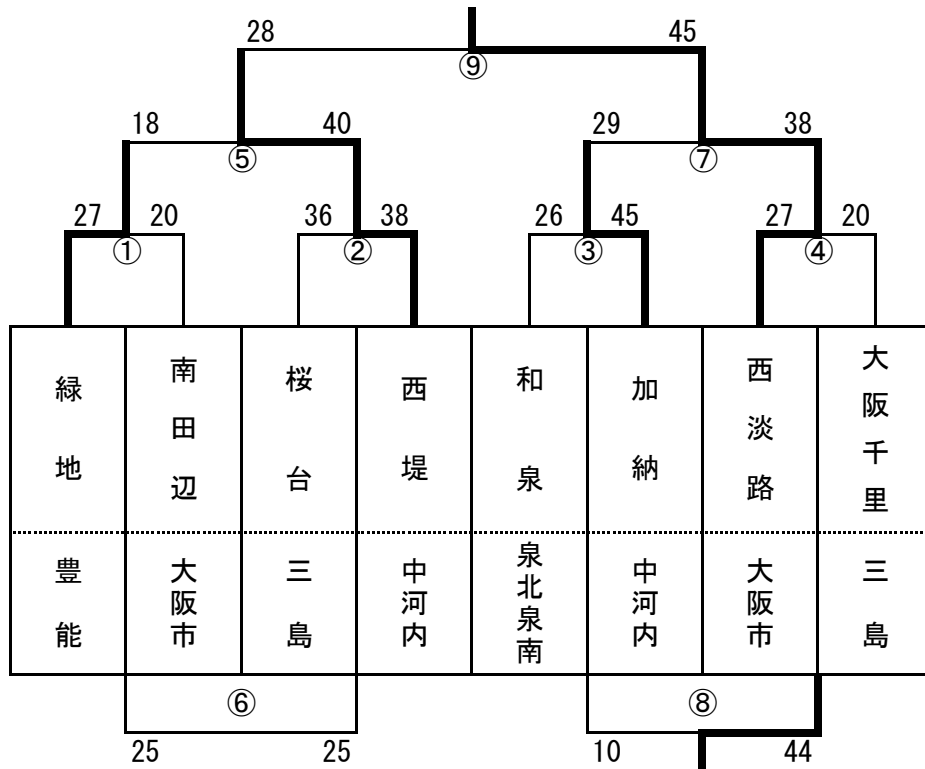 28 45
⑨
18 40 29 38
⑤ ⑦
27 20 36 38 26 45 27 20
① ② ③ ④
緑地
南田辺
桜台
西堤
和泉
加納
西淡路
大阪千里
豊能
大阪市
三島
中河内
泉北泉南
中河内
大阪市
三島
⑥ ⑧
25 25 10 44